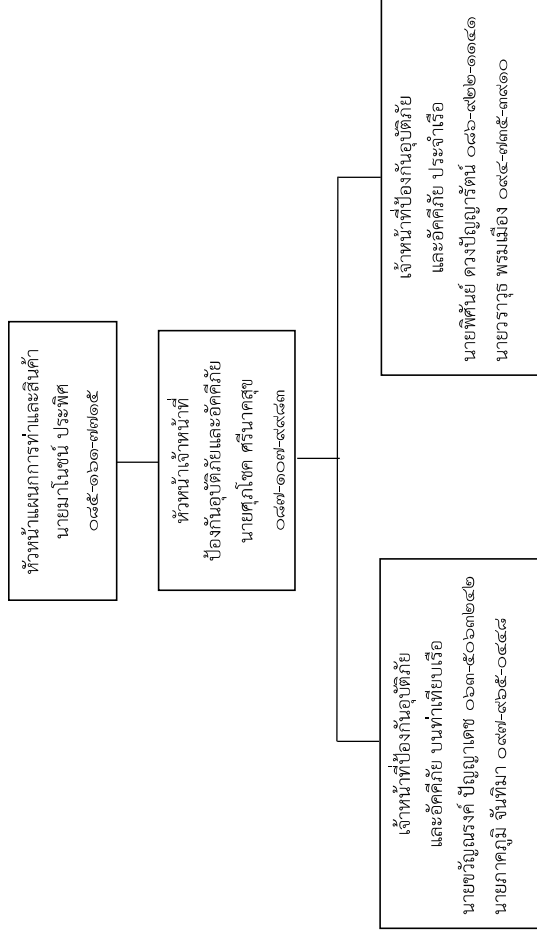 หัวหน้าแผนกการท่าและสินค้า
นายมาโนชน์ ประพิศ
๐๘๕-๑๖๑-๗๗๑๕
หัวหน้าเจ้าหน้าที่
ป้องกันอุบัติภัยและอัคคีภัย
นายศุภโชค ศรีนาคสุข
๐๘๗-๑๐๗-๙๙๘๓
เจ้าหน้าที่ป้องกันอุบัติภัย
และอัคคีภัย บนท่าเทียบเรือ
นายขวัญณรงค์ ปัญญาเดช ๐๖๓-๕๐๖๓๒๔๒
นายภาคภูมิ จันทิมา ๐๙๗-๙๖๕-๐๔๔๘
เจ้าหน้าที่ป้องกันอุบัติภัย
และอัคคีภัย ประจำเรือ
นายพิศันย์ ดวงปัญญารัตน์ ๐๘๖-๙๒๒-๑๑๔๑
นายวราวุธ พรมเมือง ๐๙๔-๗๓๕-๓๙๑๐